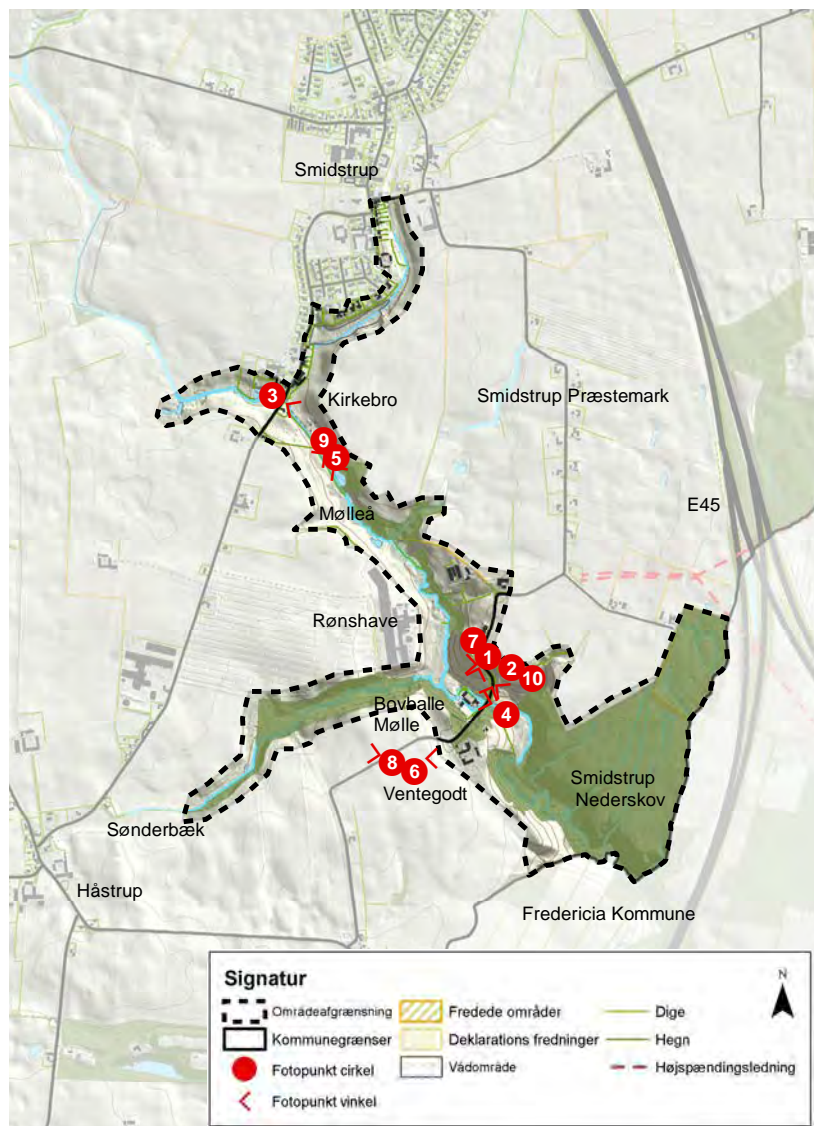 Smidstrup
3
Kirkebro
Smidstrup Præstemark
9
5
E45
Mølleå
Rønshave
7
1
2
10
Bovballe
Mølle
4
8
6
Ventegodt
Smidstrup
Nederskov
Sønderbæk
Håstrup
Fredericia Kommune
Signatur
N
Områdeafgrænsning
Fredede områder
Dige
Kommunegrænser
Deklarations fredninger
Hegn
Fotopunkt cirkel
Vådområde
Højspændingsledning
Fotopunkt vinkel